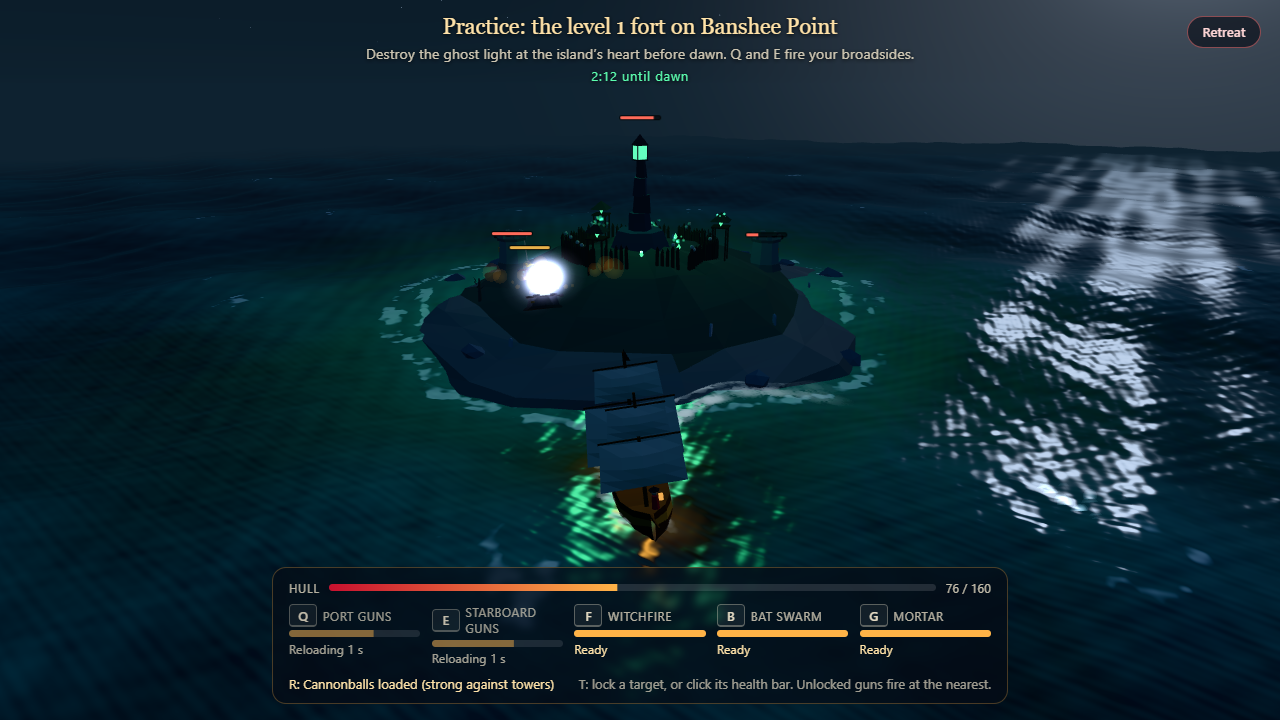 Practice: the level 1 fort on Banshee Point
Retreat
Destroy the ghost light at the island's heart before dawn. Q and E fire your broadsides.
2:12 until dawn
HULL 76 / 160
Q PORT GUNS
Reloading 1 s
E STARBOARD GUNS
Reloading 1 s
F WITCHFIRE
Ready
B BAT SWARM
Ready
G MORTAR
Ready
R: Cannonballs loaded (strong against towers)
T: lock a target, or click its health bar. Unlocked guns fire at the nearest.